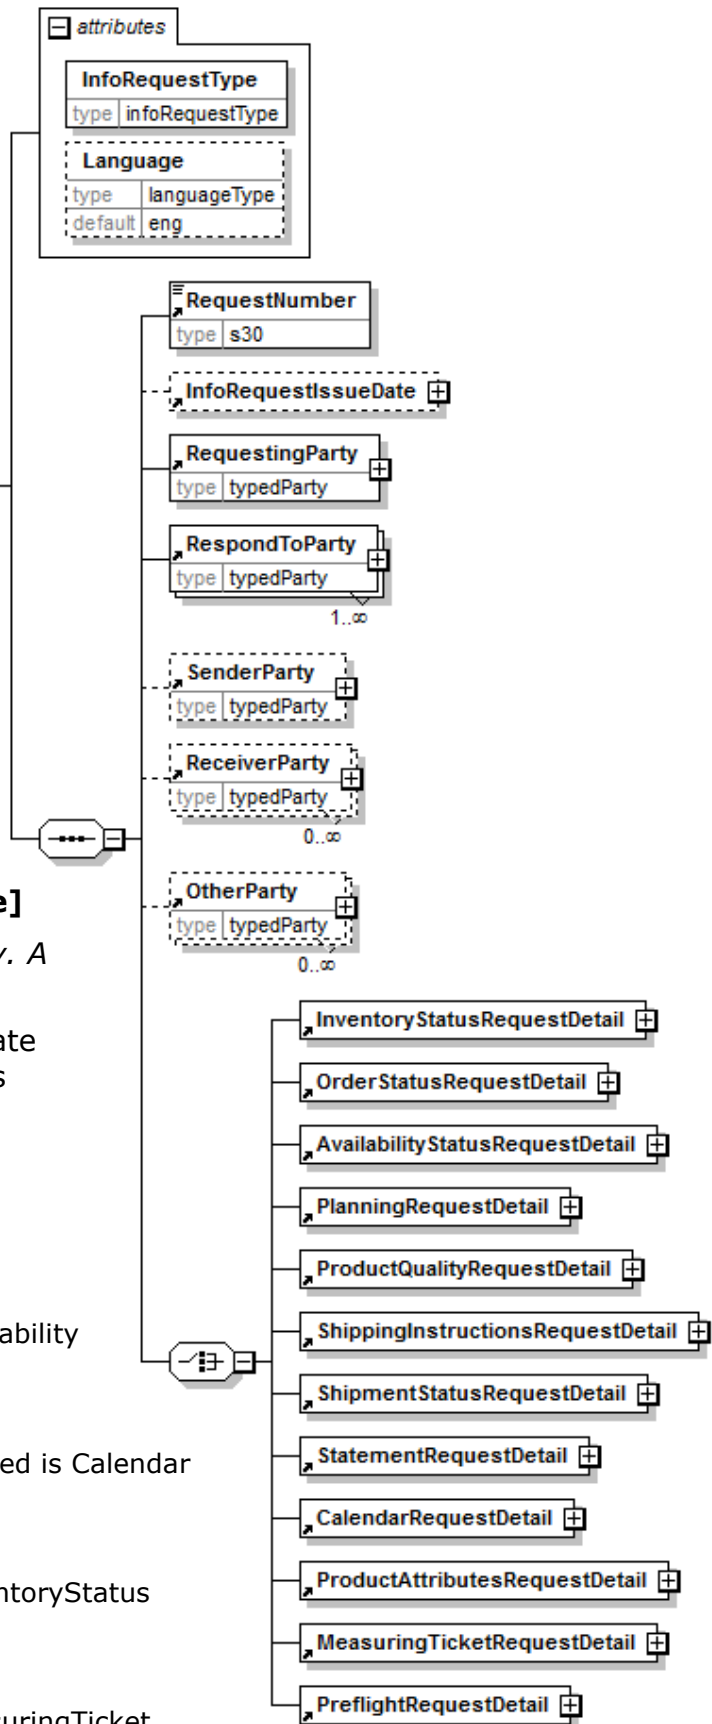 attributes
InfoRequestType
type infoRequestType
Language
type languageType
default eng
RequestNumber
type s30
InfoRequestIssueDate
RequestingParty
type typedParty
RespondToParty
type typedParty
1..∞
SenderParty
type typedParty
ReceiverParty
type typedParty
0..∞
e]
OtherParty
type typedParty
. A
0..∞
InventoryStatusRequestDetail
ate
s
OrderStatusRequestDetail
AvailabilityStatusRequestDetail
PlanningRequestDetail
ProductQualityRequestDetail
ShippingInstructionsRequestDetail
ability
ShipmentStatusRequestDetail
StatementRequestDetail
ed is Calendar
CalendarRequestDetail
ProductAttributesRequestDetail
ntoryStatus
MeasuringTicketRequestDetail
PreflightRequestDetail
suringTicket